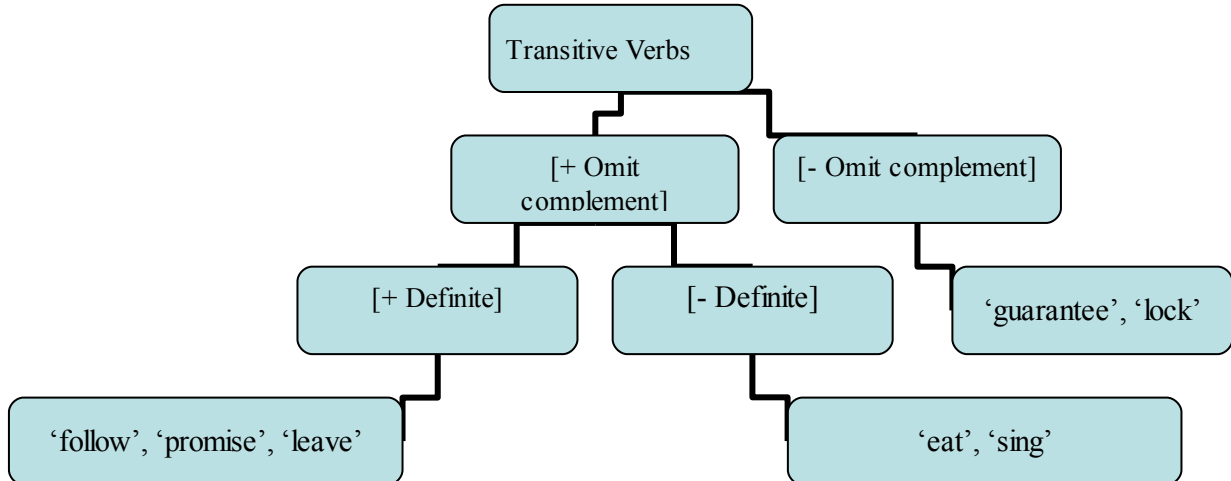 Transitive Verbs
[+ Omit
complement]
[- Omit complement]
[+ Definite]
[- Definite]
‘guarantee’, ‘lock’
‘follow’, ‘promise’, ‘leave’
‘eat’, ‘sing’